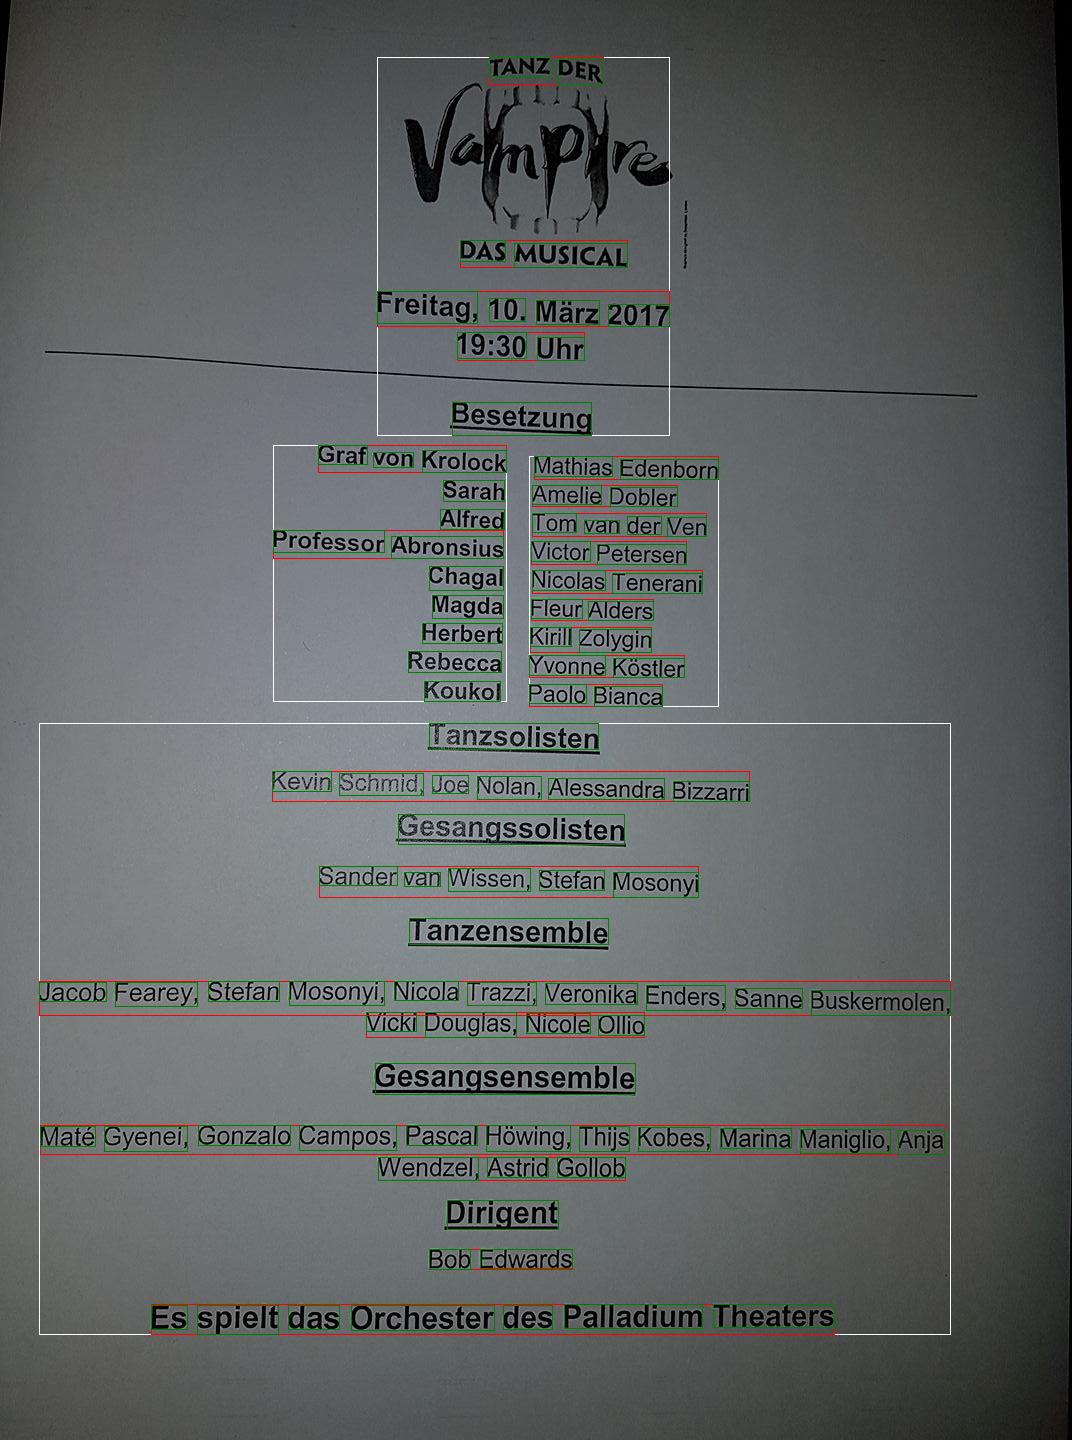 TANZ DER
Vampire
DAS MUSICAL
Freitag, 10. März 2017
19:30 Uhr
Besetzung
Graf von Krolock Mathias Edenborn
Sarah Amelie Dobler
Alfred Tom van der Ven
Professor Abronsius Victor Petersen
Chagal Nicolas Tenerani
Magda Fleur Alders
Herbert Kirill Zolygin
Rebecca Yvonne Köstler
Koukol Paolo Bianca
Tanzsolisten
Kevin Schmid, Joe Nolan, Alessandra Bizzarri
Gesangssolisten
Sander van Wissen, Stefan Mosonyi
Tanzensemble
Jacob Fearey, Stefan Mosonyi, Nicola Trazzi, Veronika Enders, Sanne Buskermolen,
Vicki Douglas, Nicole Ollio
Gesangsensemble
Maté Gyenei, Gonzalo Campos, Pascal Höwing, Thijs Kobes, Marina Maniglio, Anja
Wendzel, Astrid Gollob
Dirigent
Bob Edwards
Es spielt das Orchester des Palladium Theaters